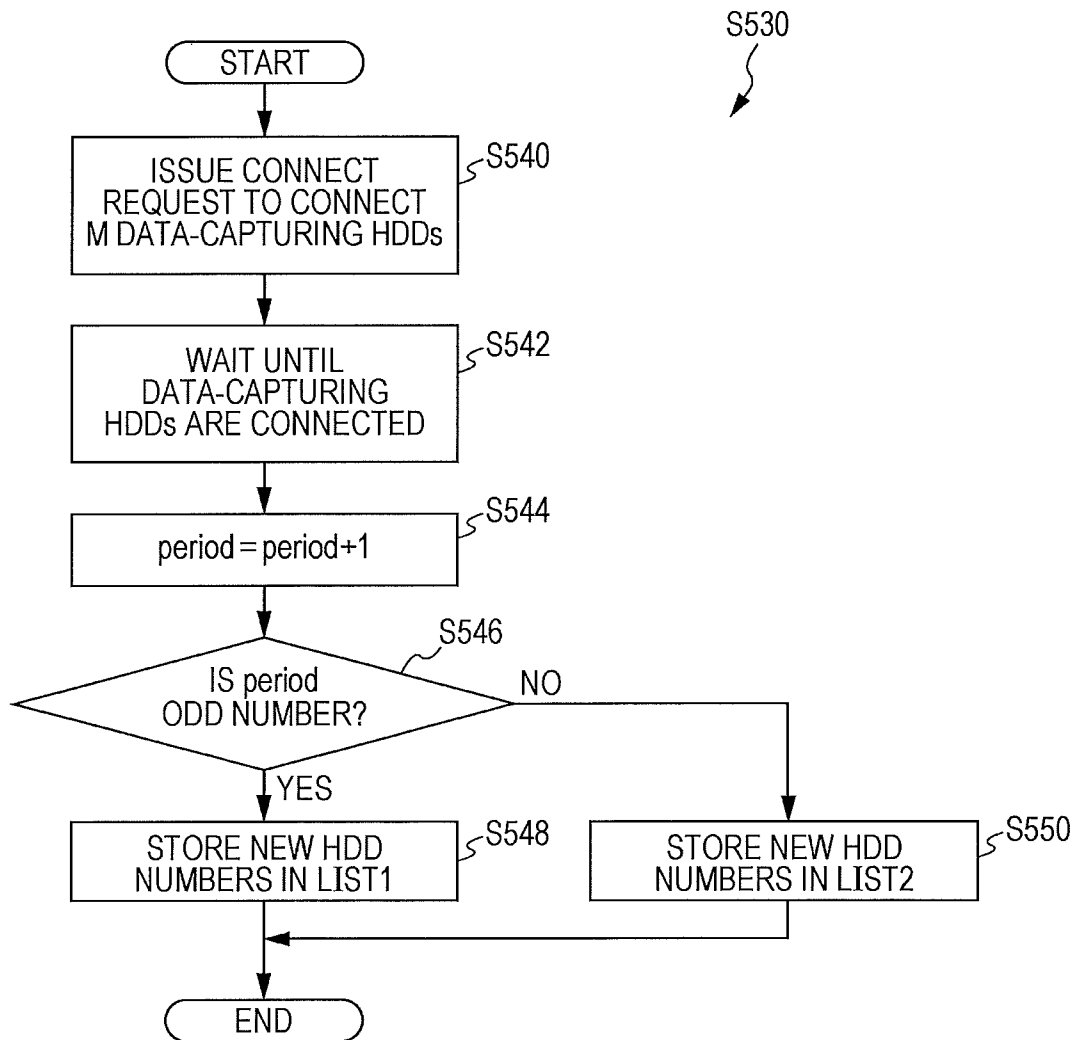 S530
START
S540
ISSUE CONNECT
REQUEST TO CONNECT
M DATA-CAPTURING HDDs
S542
WAIT UNTIL
DATA-CAPTURING
HDDs ARE CONNECTED
S544
period=period+1
S546
IS period
ODD NUMBER?
NO
YES
S548
STORE NEW HDD
NUMBERS IN LIST1
S550
STORE NEW HDD
NUMBERS IN LIST2
END